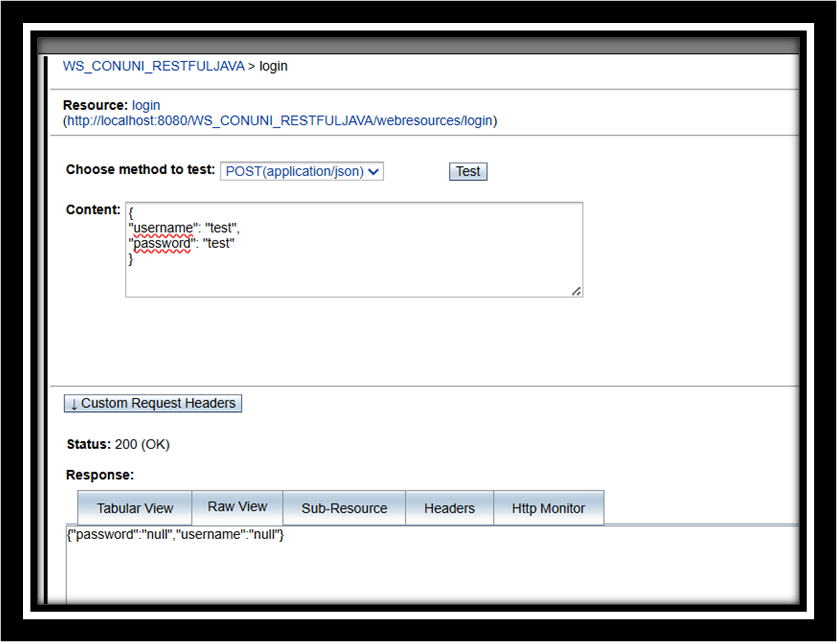 WS_CONUNI_RESTFULJAVA > login
Resource: login
(http://localhost:8080/WS_CONUNI_RESTFULJAVA/webresources/login)
Choose method to test: POST(application/json) Test
Content: {
"username": "test",
"password": "test"
}
↓ Custom Request Headers
Status: 200 (OK)
Response:
Tabular View Raw View Sub-Resource Headers Http Monitor
{"password":"null","username":"null"}